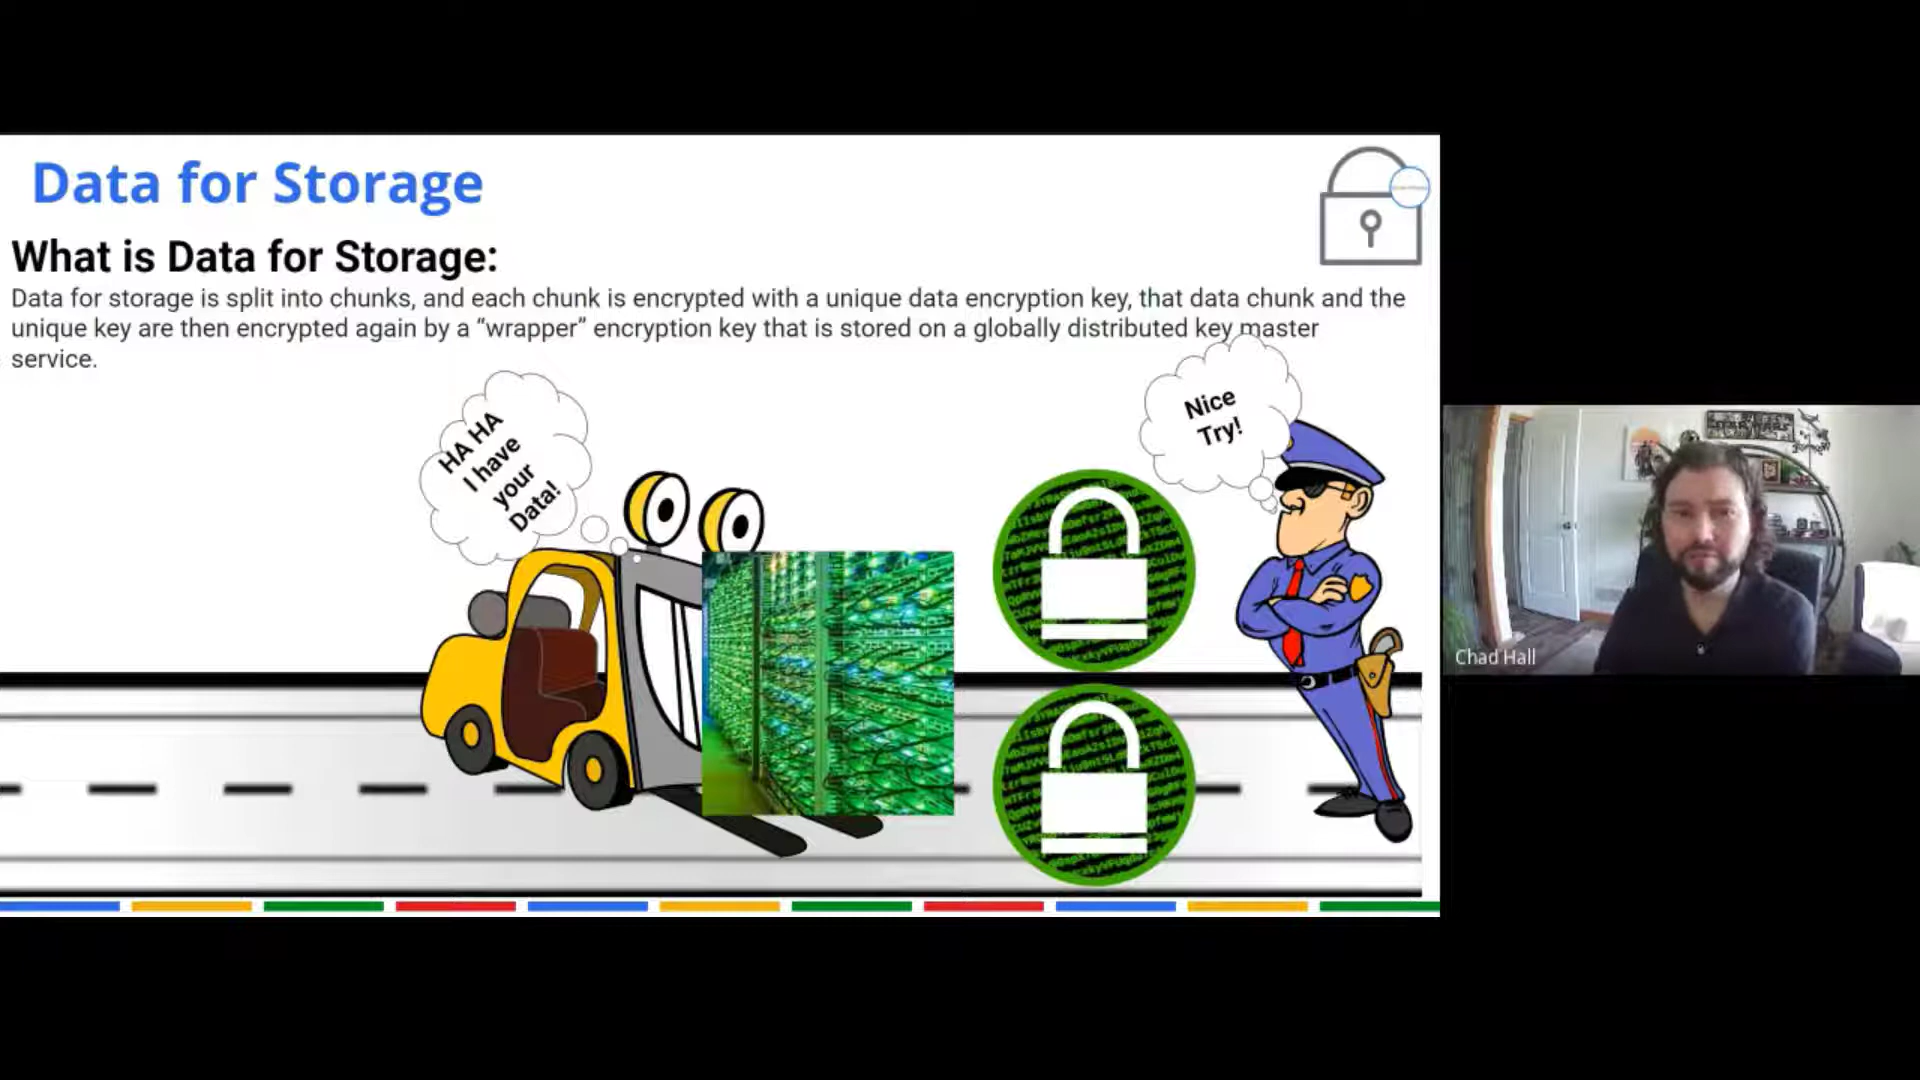 Data for Storage
What is Data for Storage:
Data for storage is split into chunks, and each chunk is encrypted with a unique data encryption key, that data chunk and the
unique key are then encrypted again by a “wrapper” encryption key that is stored on a globally distributed key master
service.
HA HA
I have
your
Data!
Nice
Try!
STAR WARS
Chad Hall